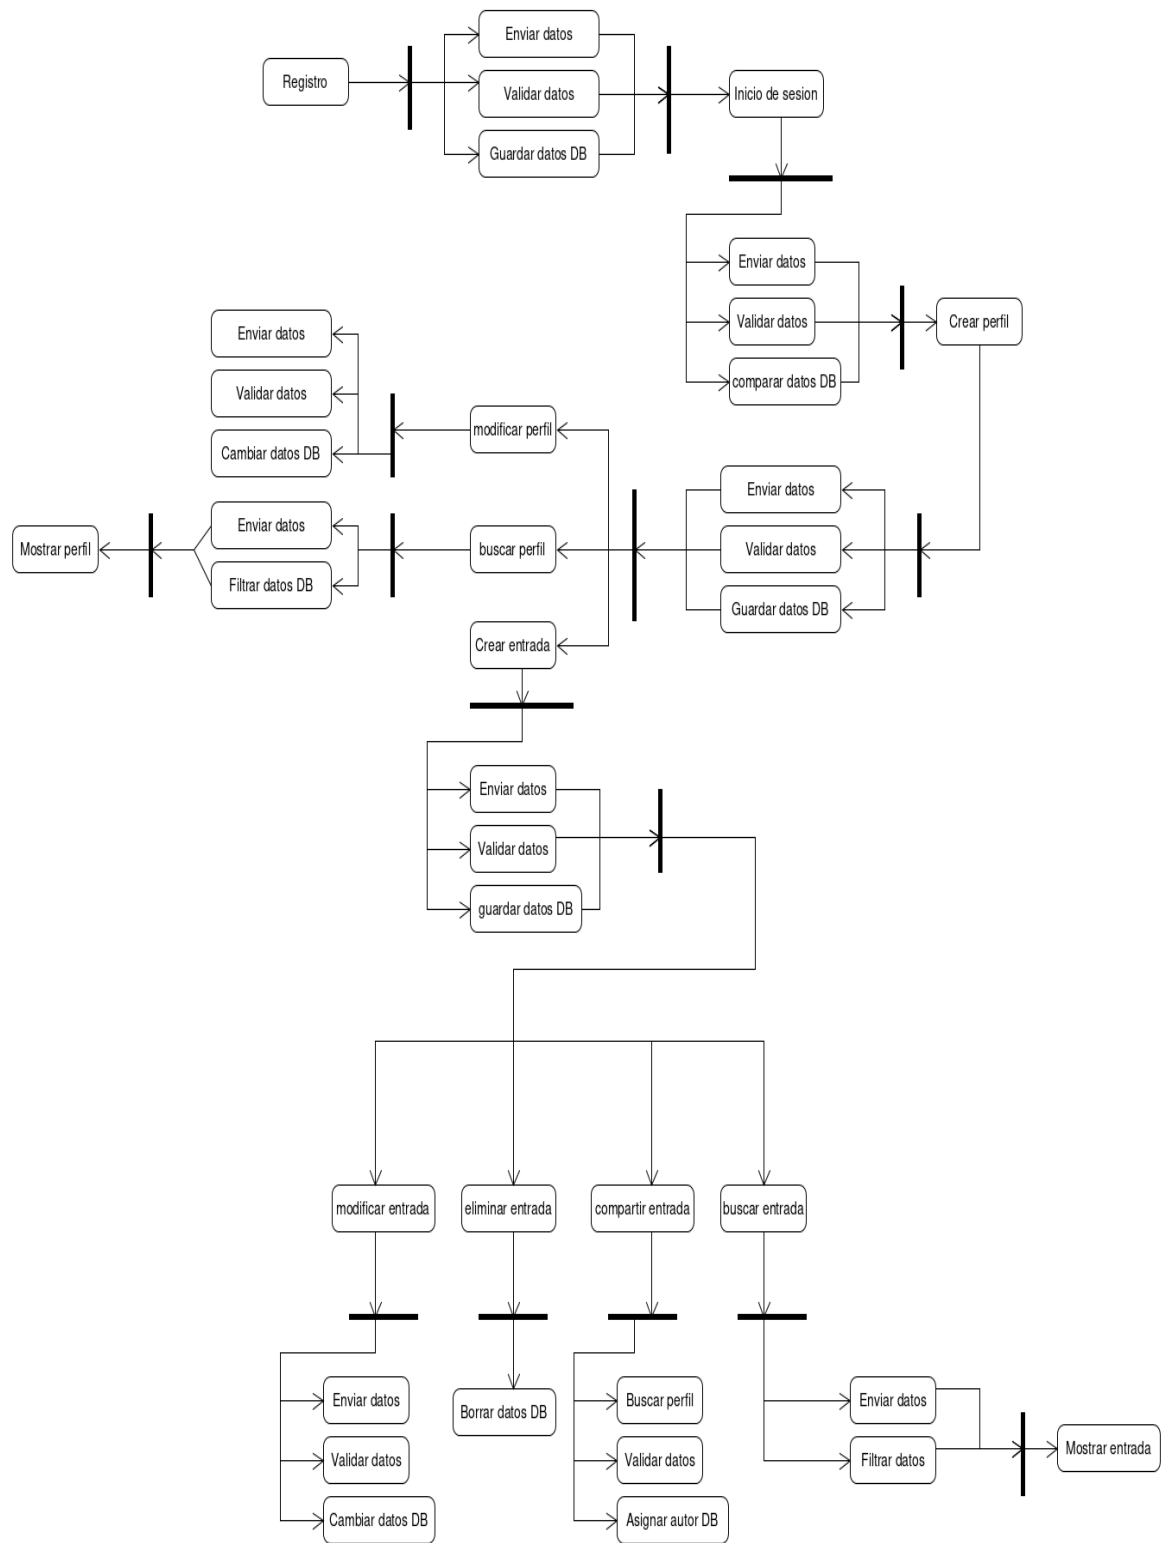 Enviar datos
Registro
Validar datos
Inicio de sesion
Guardar datos DB
Enviar datos
Validar datos
Crear perfil
comparar datos DB
Enviar datos
Validar datos
Cambiar datos DB
modificar perfil
Enviar datos
Validar datos
Guardar datos DB
buscar perfil
Enviar datos
Filtrar datos DB
Mostrar perfil
Crear entrada
Enviar datos
Validar datos
guardar datos DB
modificar entrada
eliminar entrada
compartir entrada
buscar entrada
Enviar datos
Validar datos
Cambiar datos DB
Borrar datos DB
Buscar perfil
Validar datos
Asignar autor DB
Enviar datos
Filtrar datos
Mostrar entrada